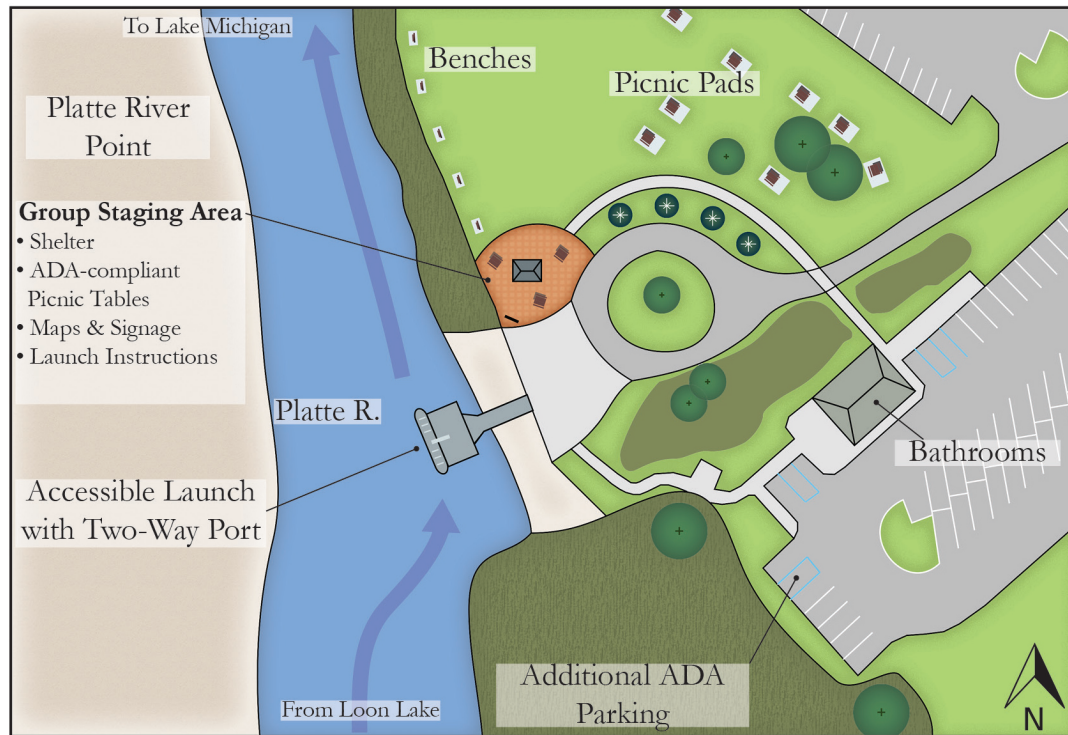 To Lake Michigan
Benches
Picnic Pads
Platte River
Point
Group Staging Area
• Shelter
• ADA-compliant
Picnic Tables
• Maps & Signage
• Launch Instructions
Platte R.
Bathrooms
Accessible Launch
with Two-Way Port
Additional ADA
Parking
From Loon Lake
N